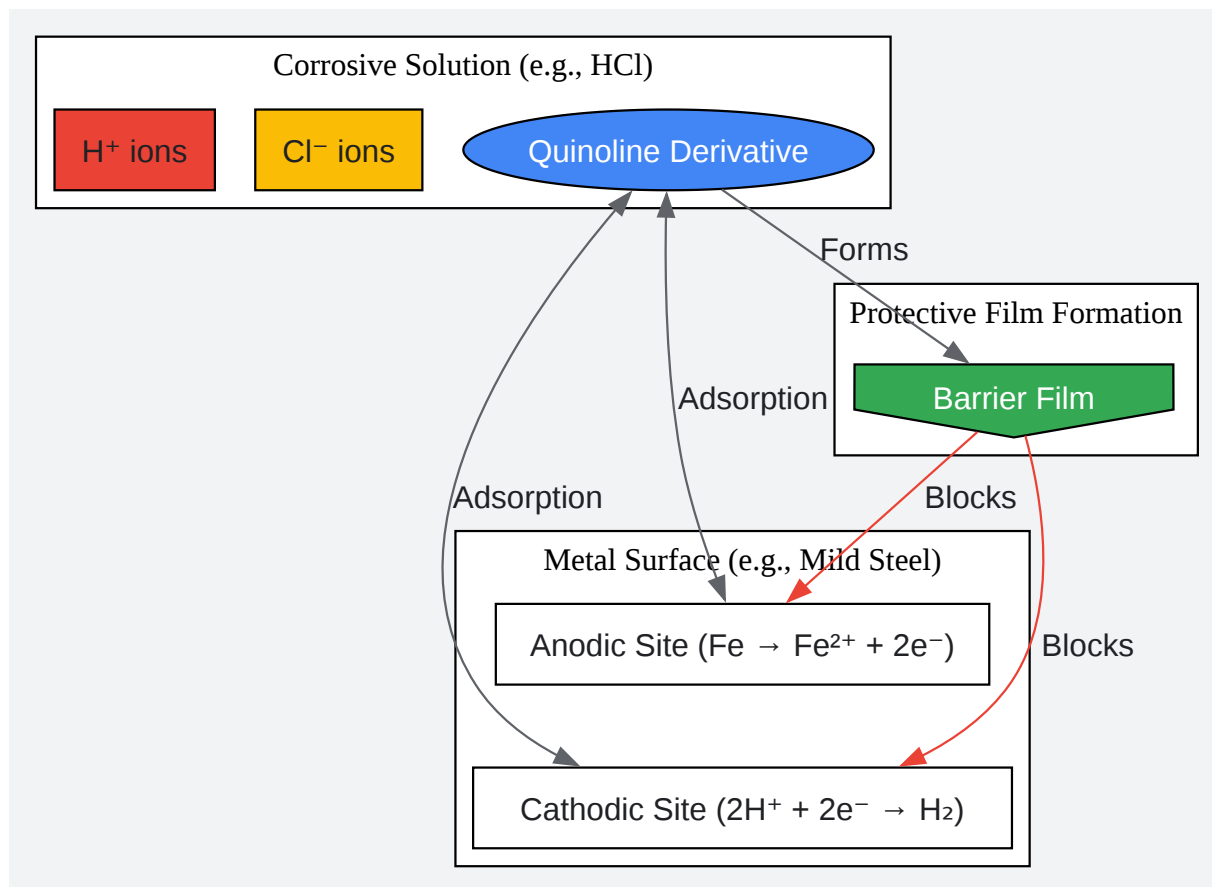 Corrosive Solution (e.g., HCl)
H⁺ ions
Cl⁻ ions
Quinoline Derivative
Forms
Protective Film Formation
Barrier Film
Adsorption
Adsorption
Blocks
Metal Surface (e.g., Mild Steel)
Anodic Site (Fe → Fe²⁺ + 2e⁻)
Blocks
Cathodic Site (2H⁺ + 2e⁻ → H₂)